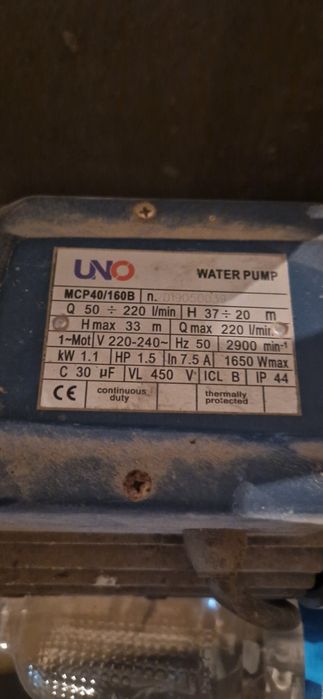 UNO WATER PUMP
MCP40/160B n.
Q 50 ÷ 220 l/min H 37 ÷ 20 m
H max 33 m Q max 220 l/min
1~Mot V 220-240~ Hz 50 2900 min⁻¹
kW 1.1 HP 1.5 In 7.5 A 1650 Wmax
C 30 µF VL 450 V ICL B IP 44
CE continuous duty thermally protected